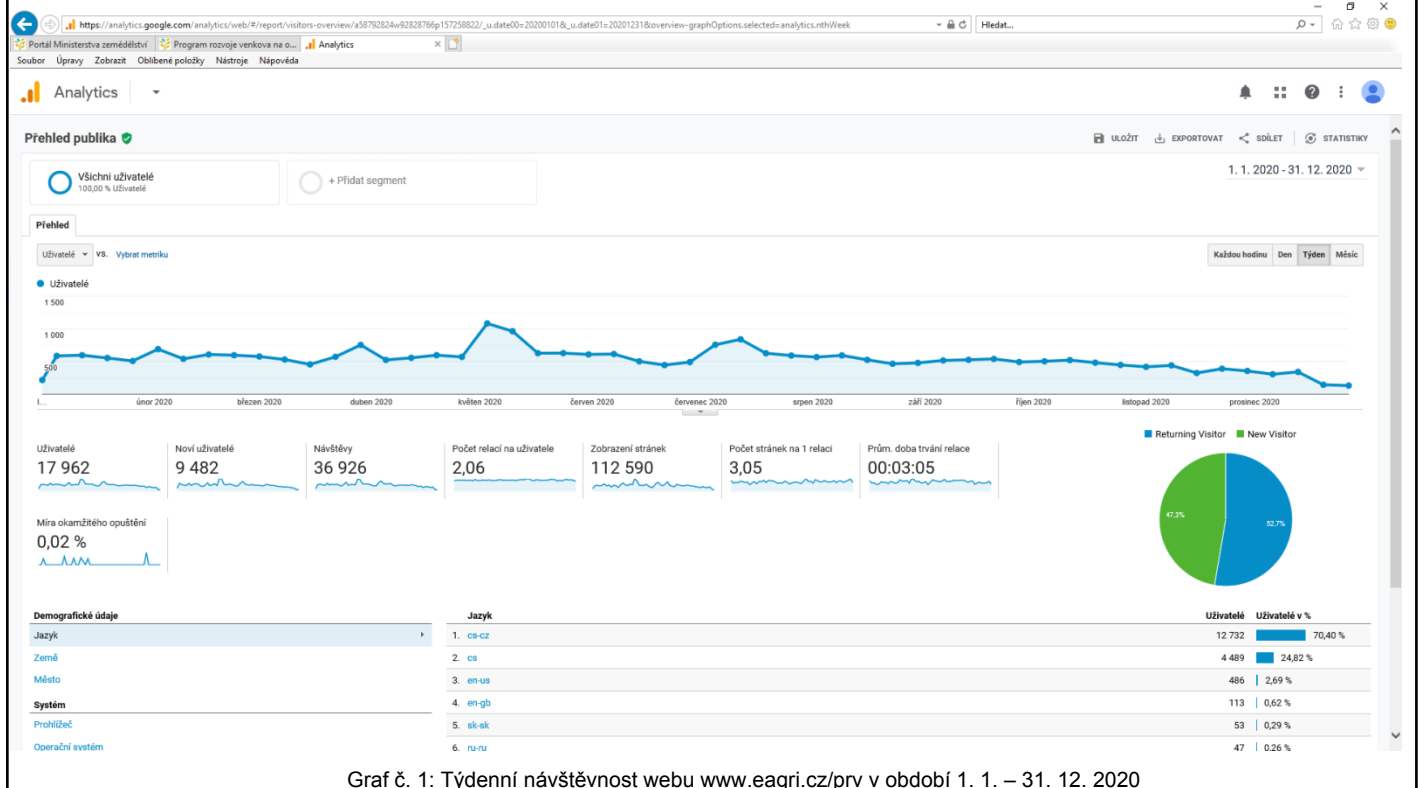 https://analytics.google.com/analytics/web/#/report/visitors-overview/a58792824w92828766p157258822/_u.date00=20200101&_u.date01=20201231&overview-graphOptions.selected=analytics.nthWeek
Hledat...
Portál Ministerstva zemědělství
Program rozvoje venkova na o...
Analytics
Soubor Úpravy Zobrazit Oblíbené položky Nástroje Nápověda
Analytics
Přehled publika
ULOŽIT EXPORTOVAT SDÍLET STATISTIKY
Všichni uživatelé
100,00 % Uživatelé
+ Přidat segment
1. 1. 2020 - 31. 12. 2020
Přehled
Uživatelé VS. Vybrat metriku
Každou hodinu Den Týden Měsíc
Uživatelé
1 500
1 000
500
l... únor 2020 březen 2020 duben 2020 květen 2020 červen 2020 červenec 2020 srpen 2020 září 2020 říjen 2020 listopad 2020 prosinec 2020
Returning Visitor New Visitor
Uživatelé
17 962
Noví uživatelé
9 482
Návštěvy
36 926
Počet relací na uživatele
2,06
Zobrazení stránek
112 590
Počet stránek na 1 relaci
3,05
Prům. doba trvání relace
00:03:05
47,3%
52,7%
Míra okamžitého opuštění
0,02 %
Demografické údaje
Jazyk
Země
Město
Systém
Prohlížeč
Operační systém
Jazyk Uživatelé Uživatelé v %
1. cs-cz 12 732 70,40 %
2. cs 4 489 24,82 %
3. en-us 486 2,69 %
4. en-gb 113 0,62 %
5. sk-sk 53 0,29 %
6. ru-ru 47 0,26 %
Graf č. 1: Týdenní návštěvnost webu www.eagri.cz/prv v období 1. 1. – 31. 12. 2020